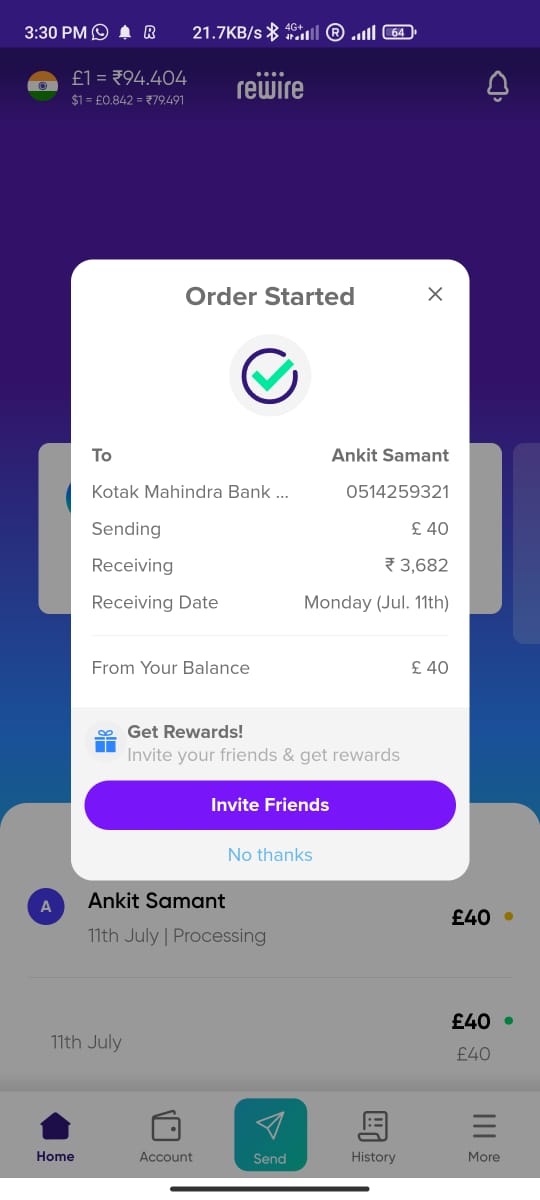 3:30 PM 21.7KB/s 4G+ R 64
£1 = ₹94.404
$1 = £0.842 = ₹79.491
rewire
Order Started
To Ankit Samant
Kotak Mahindra Bank ... 0514259321
Sending £ 40
Receiving ₹ 3,682
Receiving Date Monday (Jul. 11th)
From Your Balance £ 40
Get Rewards!
Invite your friends & get rewards
Invite Friends
No thanks
A Ankit Samant £40
11th July | Processing
£40
11th July £40
Home Account Send History More